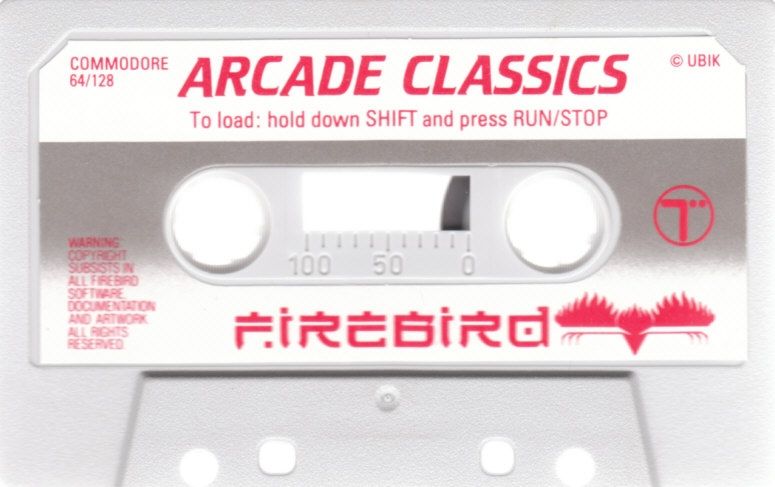 COMMODORE
64/128
ARCADE CLASSICS
© UBIK
To load: hold down SHIFT and press RUN/STOP
100 50 0
T
WARNING:
COPYRIGHT
SUBSISTS IN
ALL FIREBIRD
SOFTWARE,
DOCUMENTATION
AND ARTWORK
ALL RIGHTS
RESERVED.
FIREBIRD